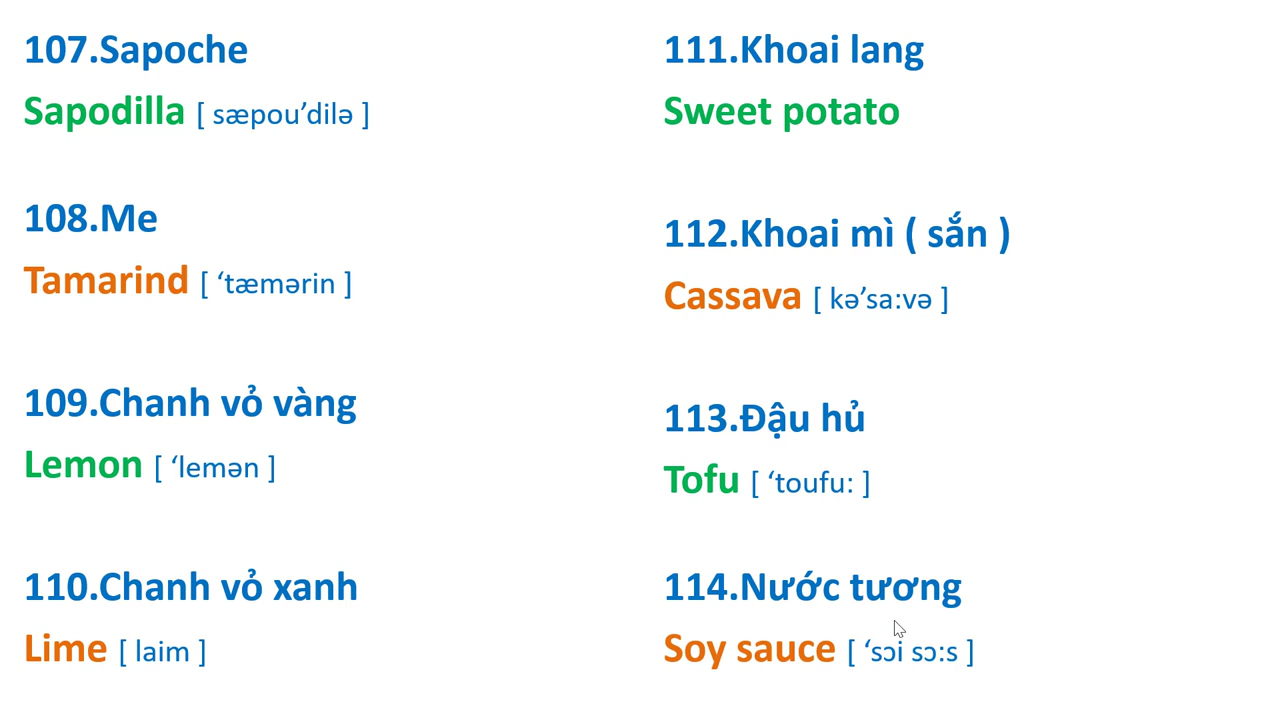 107.Sapoche
Sapodilla [ sæpou’dilə ]
108.Me
Tamarind [ ‘tæmərin ]
109.Chanh vỏ vàng
Lemon [ ‘lemən ]
110.Chanh vỏ xanh
Lime [ laim ]
111.Khoai lang
Sweet potato
112.Khoai mì ( sắn )
Cassava [ kə’sa:və ]
113.Đậu hủ
Tofu [ ‘toufu: ]
114.Nước tương
Soy sauce [ ‘sɔi sɔ:s ]